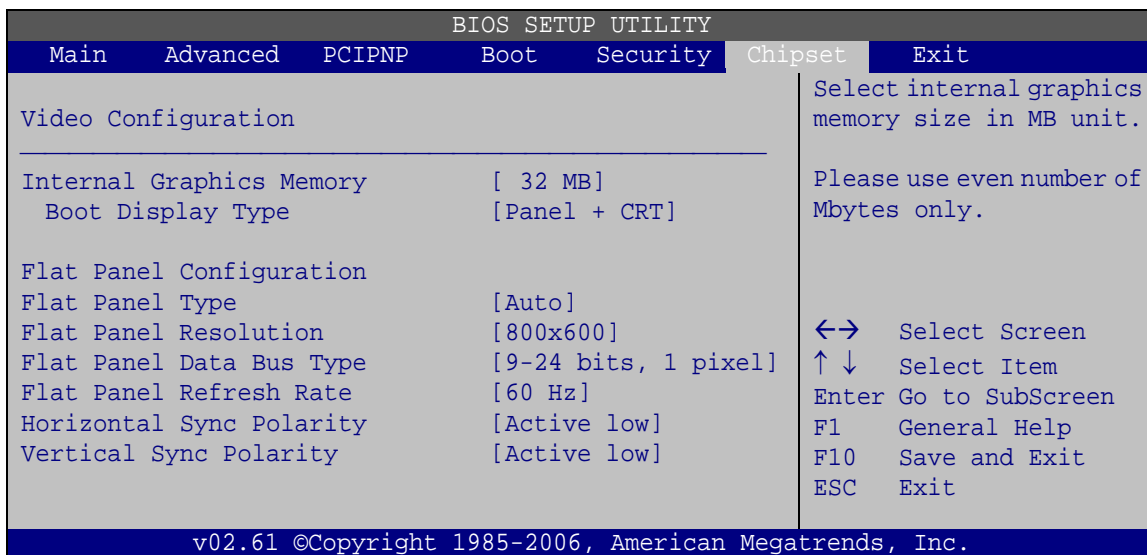 BIOS SETUP UTILITY
Main Advanced PCIPNP Boot Security Chipset Exit
Video Configuration
Internal Graphics Memory [ 32 MB]
Boot Display Type [Panel + CRT]
Flat Panel Configuration
Flat Panel Type [Auto]
Flat Panel Resolution [800x600]
Flat Panel Data Bus Type [9-24 bits, 1 pixel]
Flat Panel Refresh Rate [60 Hz]
Horizontal Sync Polarity [Active low]
Vertical Sync Polarity [Active low]
Select internal graphics
memory size in MB unit.
Please use even number of
Mbytes only.
←→ Select Screen
↑ ↓ Select Item
Enter Go to SubScreen
F1 General Help
F10 Save and Exit
ESC Exit
v02.61 ©Copyright 1985-2006, American Megatrends, Inc.